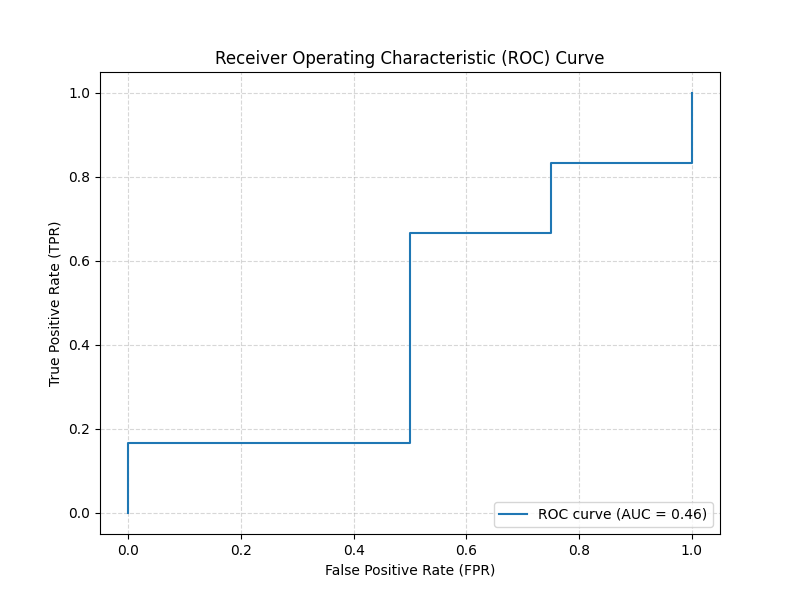 Receiver Operating Characteristic (ROC) Curve
True Positive Rate (TPR)
1.0
0.8
0.6
0.4
0.2
0.0
ROC curve (AUC = 0.46)
0.0 0.2 0.4 0.6 0.8 1.0
False Positive Rate (FPR)